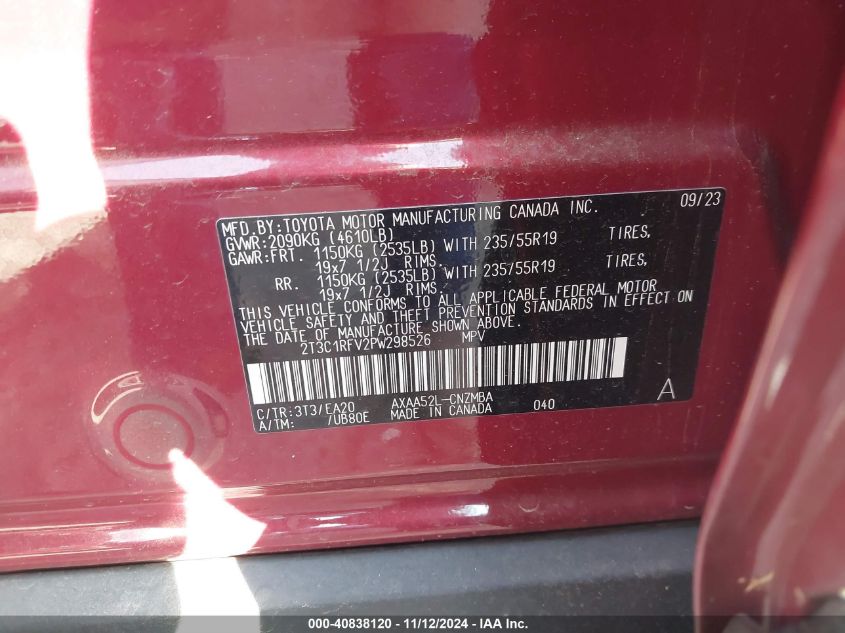 MFD.BY:TOYOTA MOTOR MANUFACTURING CANADA INC. 09/23
GVWR:2090KG (4610LB)
GAWR:FRT. 1150KG (2535LB) WITH 235/55R19 TIRES,
19x7 1/2J RIMS.
RR. 1150KG (2535LB) WITH 235/55R19 TIRES,
19x7 1/2J RIMS.
THIS VEHICLE CONFORMS TO ALL APPLICABLE FEDERAL MOTOR
VEHICLE SAFETY AND THEFT PREVENTION STANDARDS IN EFFECT ON
THE DATE OF MANUFACTURE SHOWN ABOVE.
2T3C1RFV2PW298526 MPV
C/TR:3T3/EA20 AXAA52L-CNZMBA A
A/TM: /UB80E MADE IN CANADA 040
000-40838120 - 11/12/2024 - IAA Inc.